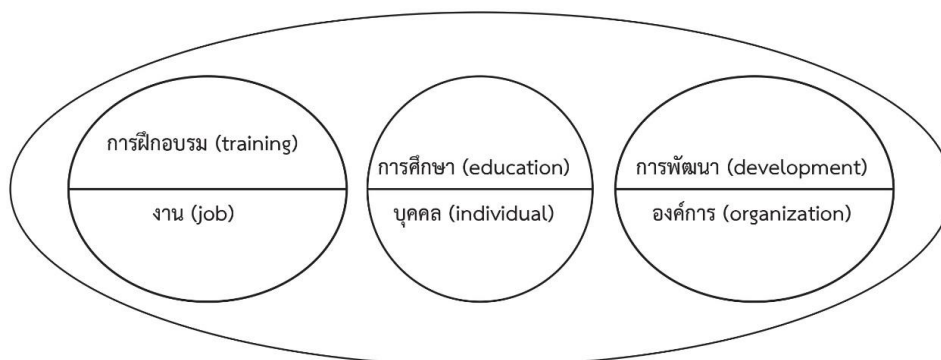 การฝึกอบรม (training)
งาน (job)
การศึกษา (education)
บุคคล (individual)
การพัฒนา (development)
องค์การ (organization)